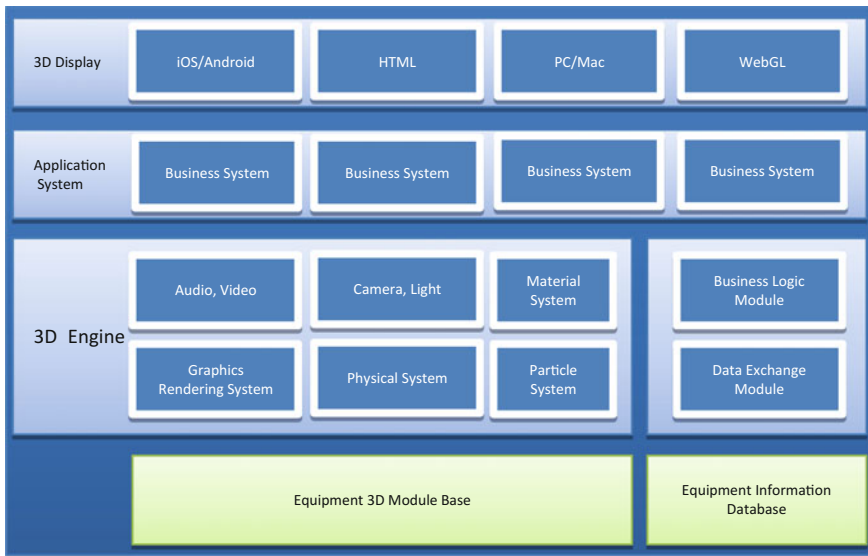 3D Display
iOS/Android
HTML
PC/Mac
WebGL
Application
System
Business System
Business System
Business System
Business System
3D Engine
Audio, Video
Camera, Light
Material
System
Business Logic
Module
Graphics
Rendering System
Physical System
Particle
System
Data Exchange
Module
Equipment 3D Module Base
Equipment Information
Database